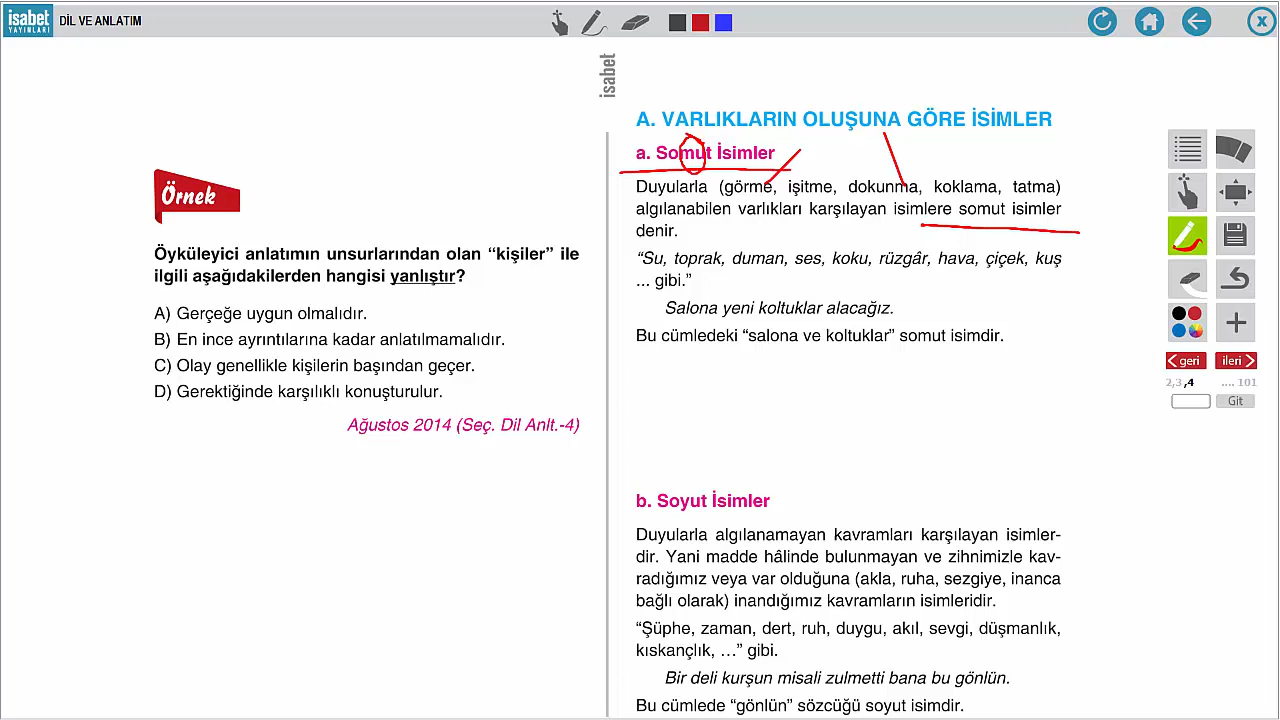 isabet
YAYINLARI
DİL VE ANLATIM
isabet
Örnek
Öyküleyici anlatımın unsurlarından olan “kişiler” ile
ilgili aşağıdakilerden hangisi yanlıştır?
A) Gerçeğe uygun olmalıdır.
B) En ince ayrıntılarına kadar anlatılmamalıdır.
C) Olay genellikle kişilerin başından geçer.
D) Gerektiğinde karşılıklı konuşturulur.
Ağustos 2014 (Seç. Dil Anlt.-4)
A. VARLIKLARIN OLUŞUNA GÖRE İSİMLER
a. Somut İsimler
Duyularla (görme, işitme, dokunma, koklama, tatma)
algılanabilen varlıkları karşılayan isimlere somut isimler
denir.
“Su, toprak, duman, ses, koku, rüzgâr, hava, çiçek, kuş
... gibi.”
Salona yeni koltuklar alacağız.
Bu cümledeki “salona ve koltuklar” somut isimdir.
b. Soyut İsimler
Duyularla algılanamayan kavramları karşılayan isimler-
dir. Yani madde hâlinde bulunmayan ve zihnimizle kav-
radığımız veya var olduğuna (akla, ruha, sezgiye, inanca
bağlı olarak) inandığımız kavramların isimleridir.
“Şüphe, zaman, dert, ruh, duygu, akıl, sevgi, düşmanlık,
kıskançlık, …” gibi.
Bir deli kurşun misali zulmetti bana bu gönlün.
Bu cümlede “gönlün” sözcüğü soyut isimdir.
geri ileri
2,3,4 .... 101
Git